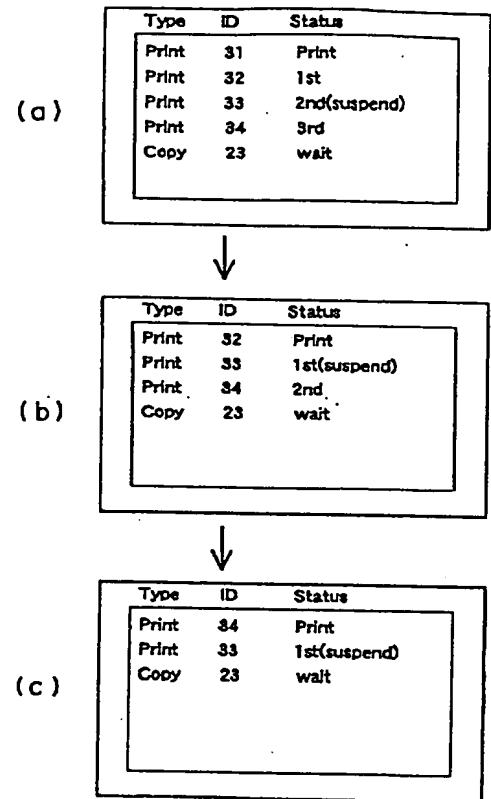 Type ID Status
Print 31 Print
Print 32 1st
(a) Print 33 2nd(suspend)
Print 34 3rd
Copy 23 wait
Type ID Status
Print 32 Print
Print 33 1st(suspend)
Print 34 2nd
(b) Copy 23 wait
Type ID Status
Print 34 Print
Print 33 1st(suspend)
Copy 23 wait
(c)